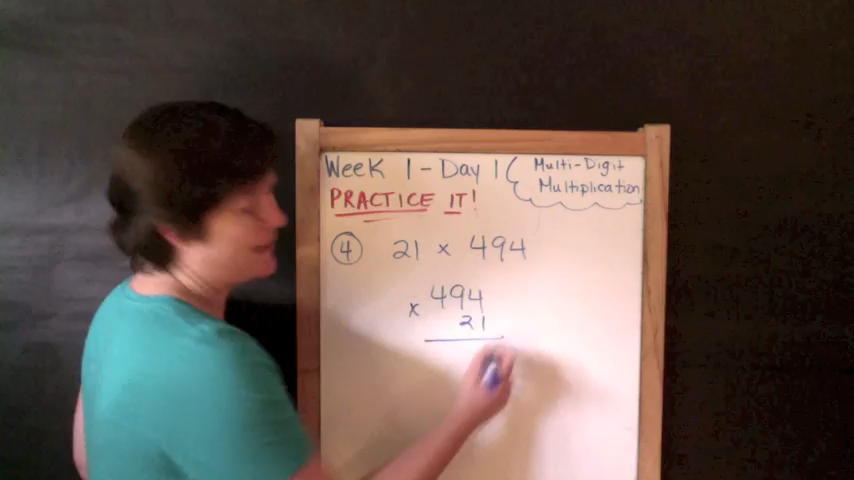 Week 1 - Day 1
Multi-Digit
Multiplication
PRACTICE IT!
4 21 x 494
494
x 21